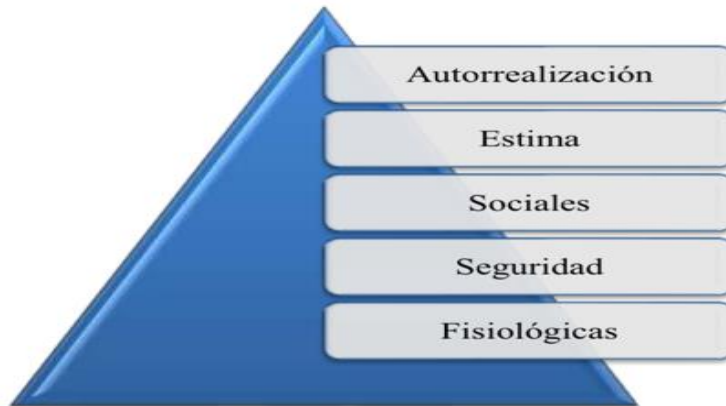 Autorrealización
Estima
Sociales
Seguridad
Fisiológicas